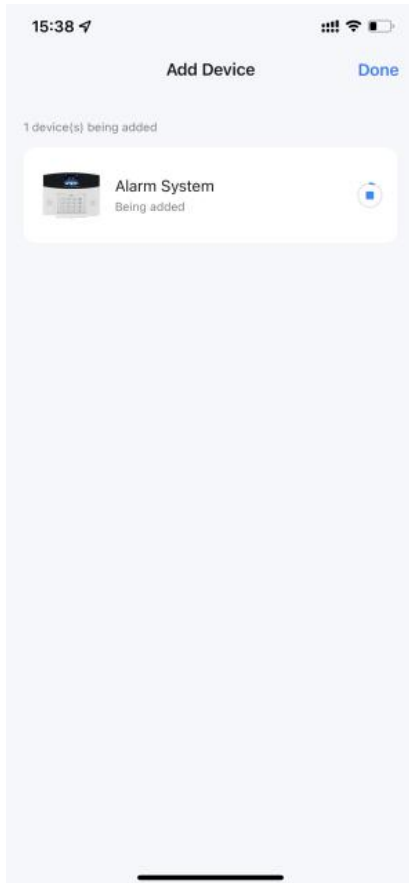 15:38
Add Device
Done
1 device(s) being added
Alarm System
Being added